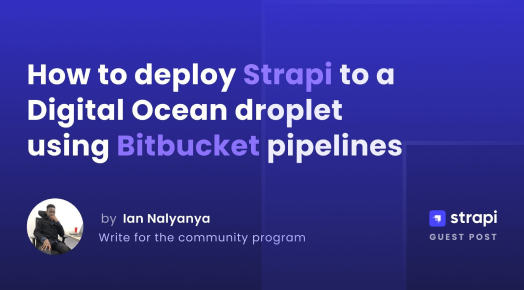 How to deploy Strapi to a
Digital Ocean droplet
using Bitbucket pipelines
by Ian Nalyanya
Write for the community program
strapi
GUEST POST